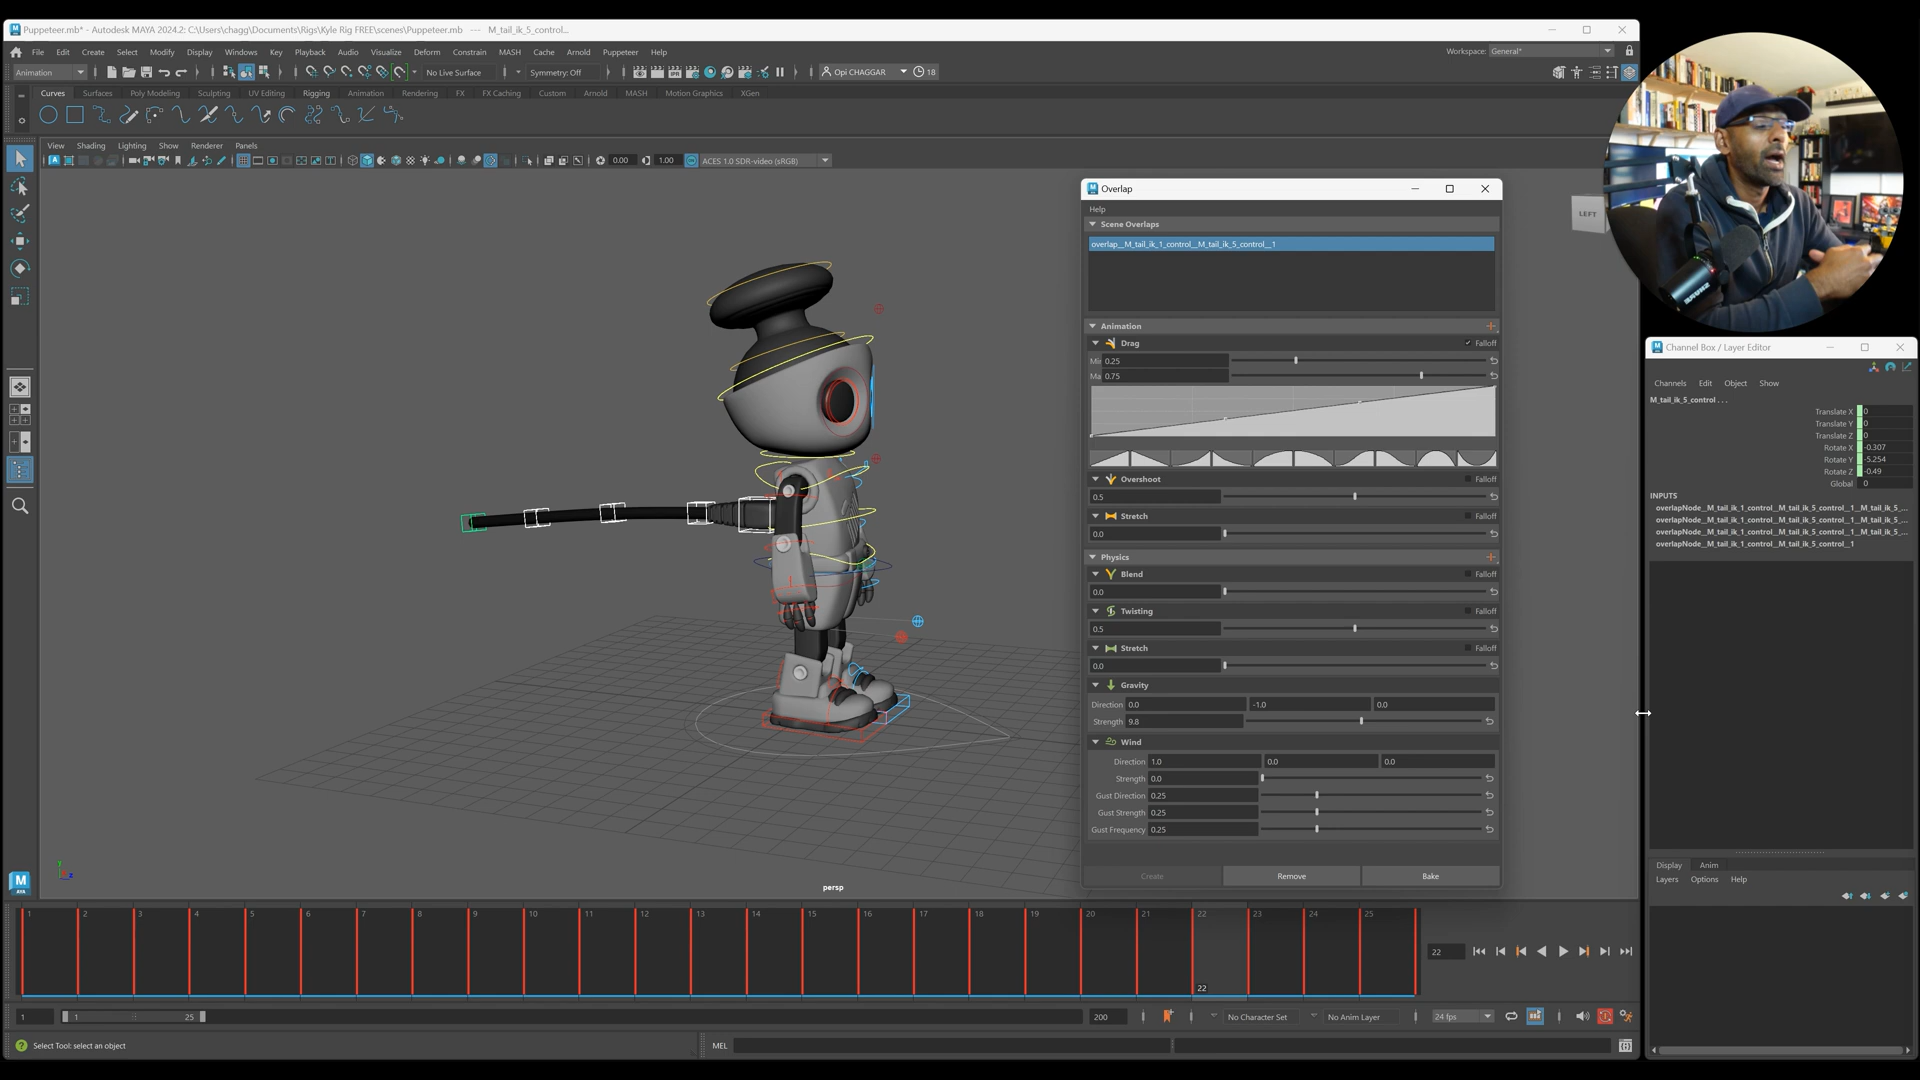 Puppeteer.mb* - Autodesk MAYA 2024.2: C:\Users\chagg\Documents\Rigs\Kyle Rig FREE\scenes\Puppeteer.mb --- M_tail_ik_5_control...
File Edit Create Select Modify Display Windows Key Playback Audio Visualize Deform Constrain MASH Cache Arnold Puppeteer Help
Workspace: General*
Animation
No Live Surface
Symmetry: Off
Opi CHAGGAR
18
Curves Surfaces Poly Modeling Sculpting UV Editing Rigging Animation Rendering FX FX Caching Custom Arnold MASH Motion Graphics XGen
View Shading Lighting Show Renderer Panels
0.00
1.00
ACES 1.0 SDR-video (sRGB)
LEFT
persp
Overlap
Help
Scene Overlaps
overlap__M_tail_ik_1_control__M_tail_ik_5_control__1
Animation
Drag
Falloff
0.25
Ma 0.75
Overshoot
Falloff
0.5
Stretch
Falloff
0.0
Physics
Blend
Falloff
0.0
Twisting
Falloff
0.5
Stretch
Falloff
0.0
Gravity
Direction 0.0 -1.0 0.0
Strength 9.8
Wind
Direction 1.0 0.0 0.0
Strength 0.0
Gust Direction 0.25
Gust Strength 0.25
Gust Frequency 0.25
Create Remove Bake
Channel Box / Layer Editor
Channels Edit Object Show
M_tail_ik_5_control . . .
Translate X 0
Translate Y 0
Translate Z 0
Rotate X -0.307
Rotate Y -5.254
Rotate Z -0.49
Global 0
INPUTS
overlapNode__M_tail_ik_1_control__M_tail_ik_5_control__1__M_tail_ik_5_...
overlapNode__M_tail_ik_1_control__M_tail_ik_5_control__1__M_tail_ik_5_...
overlapNode__M_tail_ik_1_control__M_tail_ik_5_control__1__M_tail_ik_5_...
overlapNode__M_tail_ik_1_control__M_tail_ik_5_control__1
Display Anim
Layers Options Help
1 2 3 4 5 6 7 8 9 10 11 12 13 14 15 16 17 18 19 20 21 22 23 24 25
22
22
1
1
25
200
No Character Set
No Anim Layer
24 fps
Select Tool: select an object
MEL